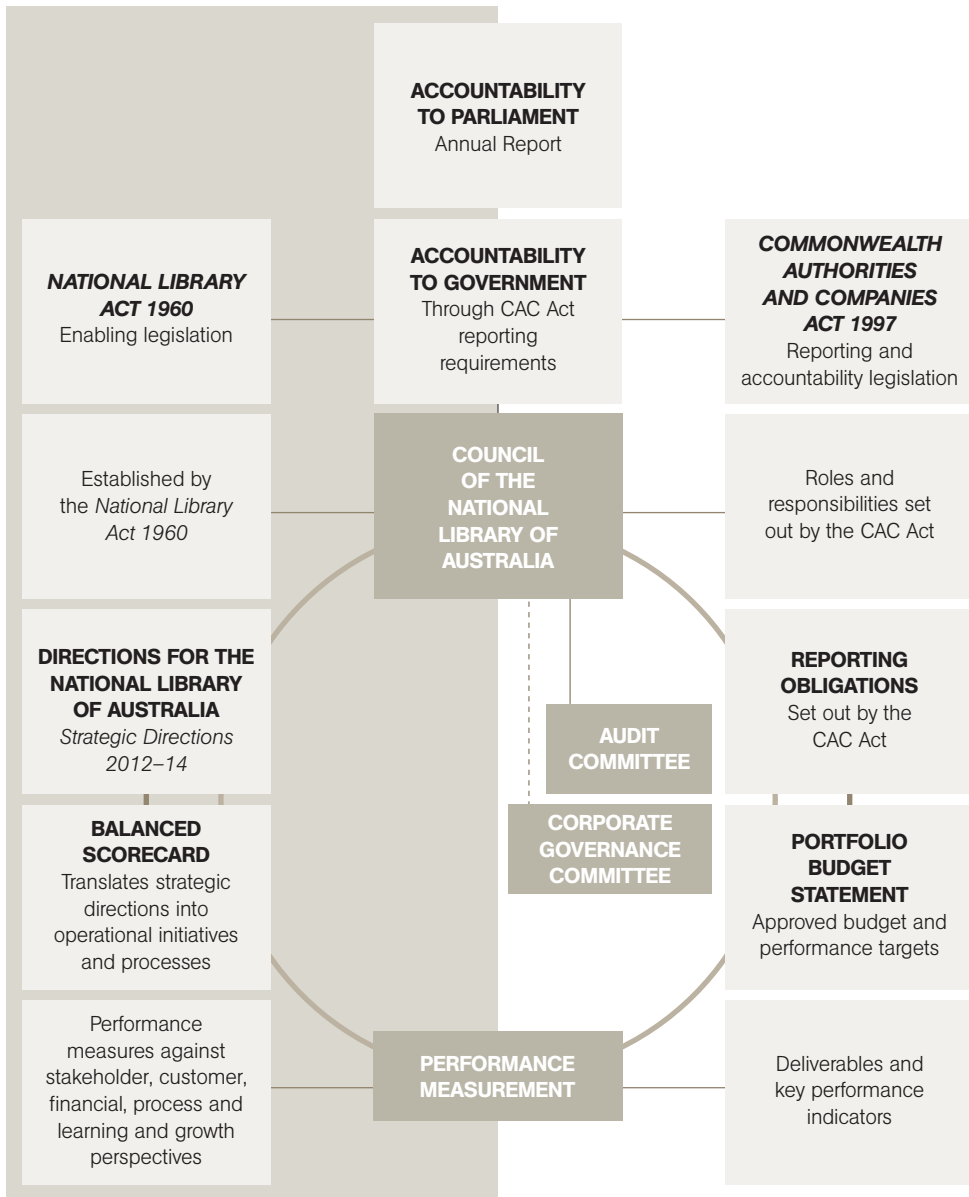 ACCOUNTABILITY
TO PARLIAMENT
Annual Report
NATIONAL LIBRARY
ACT 1960
Enabling legislation
ACCOUNTABILITY
TO GOVERNMENT
Through CAC Act
reporting
requirements
COMMONWEALTH
AUTHORITIES
AND COMPANIES
ACT 1997
Reporting and
accountability legislation
Established by
the National Library
Act 1960
COUNCIL
OF THE
NATIONAL
LIBRARY OF
AUSTRALIA
Roles and
responsibilities set
out by the CAC Act
DIRECTIONS FOR THE
NATIONAL LIBRARY
OF AUSTRALIA
Strategic Directions
2012–14
AUDIT
COMMITTEE
REPORTING
OBLIGATIONS
Set out by the
CAC Act
BALANCED
SCORECARD
Translates strategic
directions into
operational initiatives
and processes
CORPORATE
GOVERNANCE
COMMITTEE
PORTFOLIO
BUDGET
STATEMENT
Approved budget and
performance targets
Performance
measures against
stakeholder, customer,
financial, process and
learning and growth
perspectives
PERFORMANCE
MEASUREMENT
Deliverables and
key performance
indicators